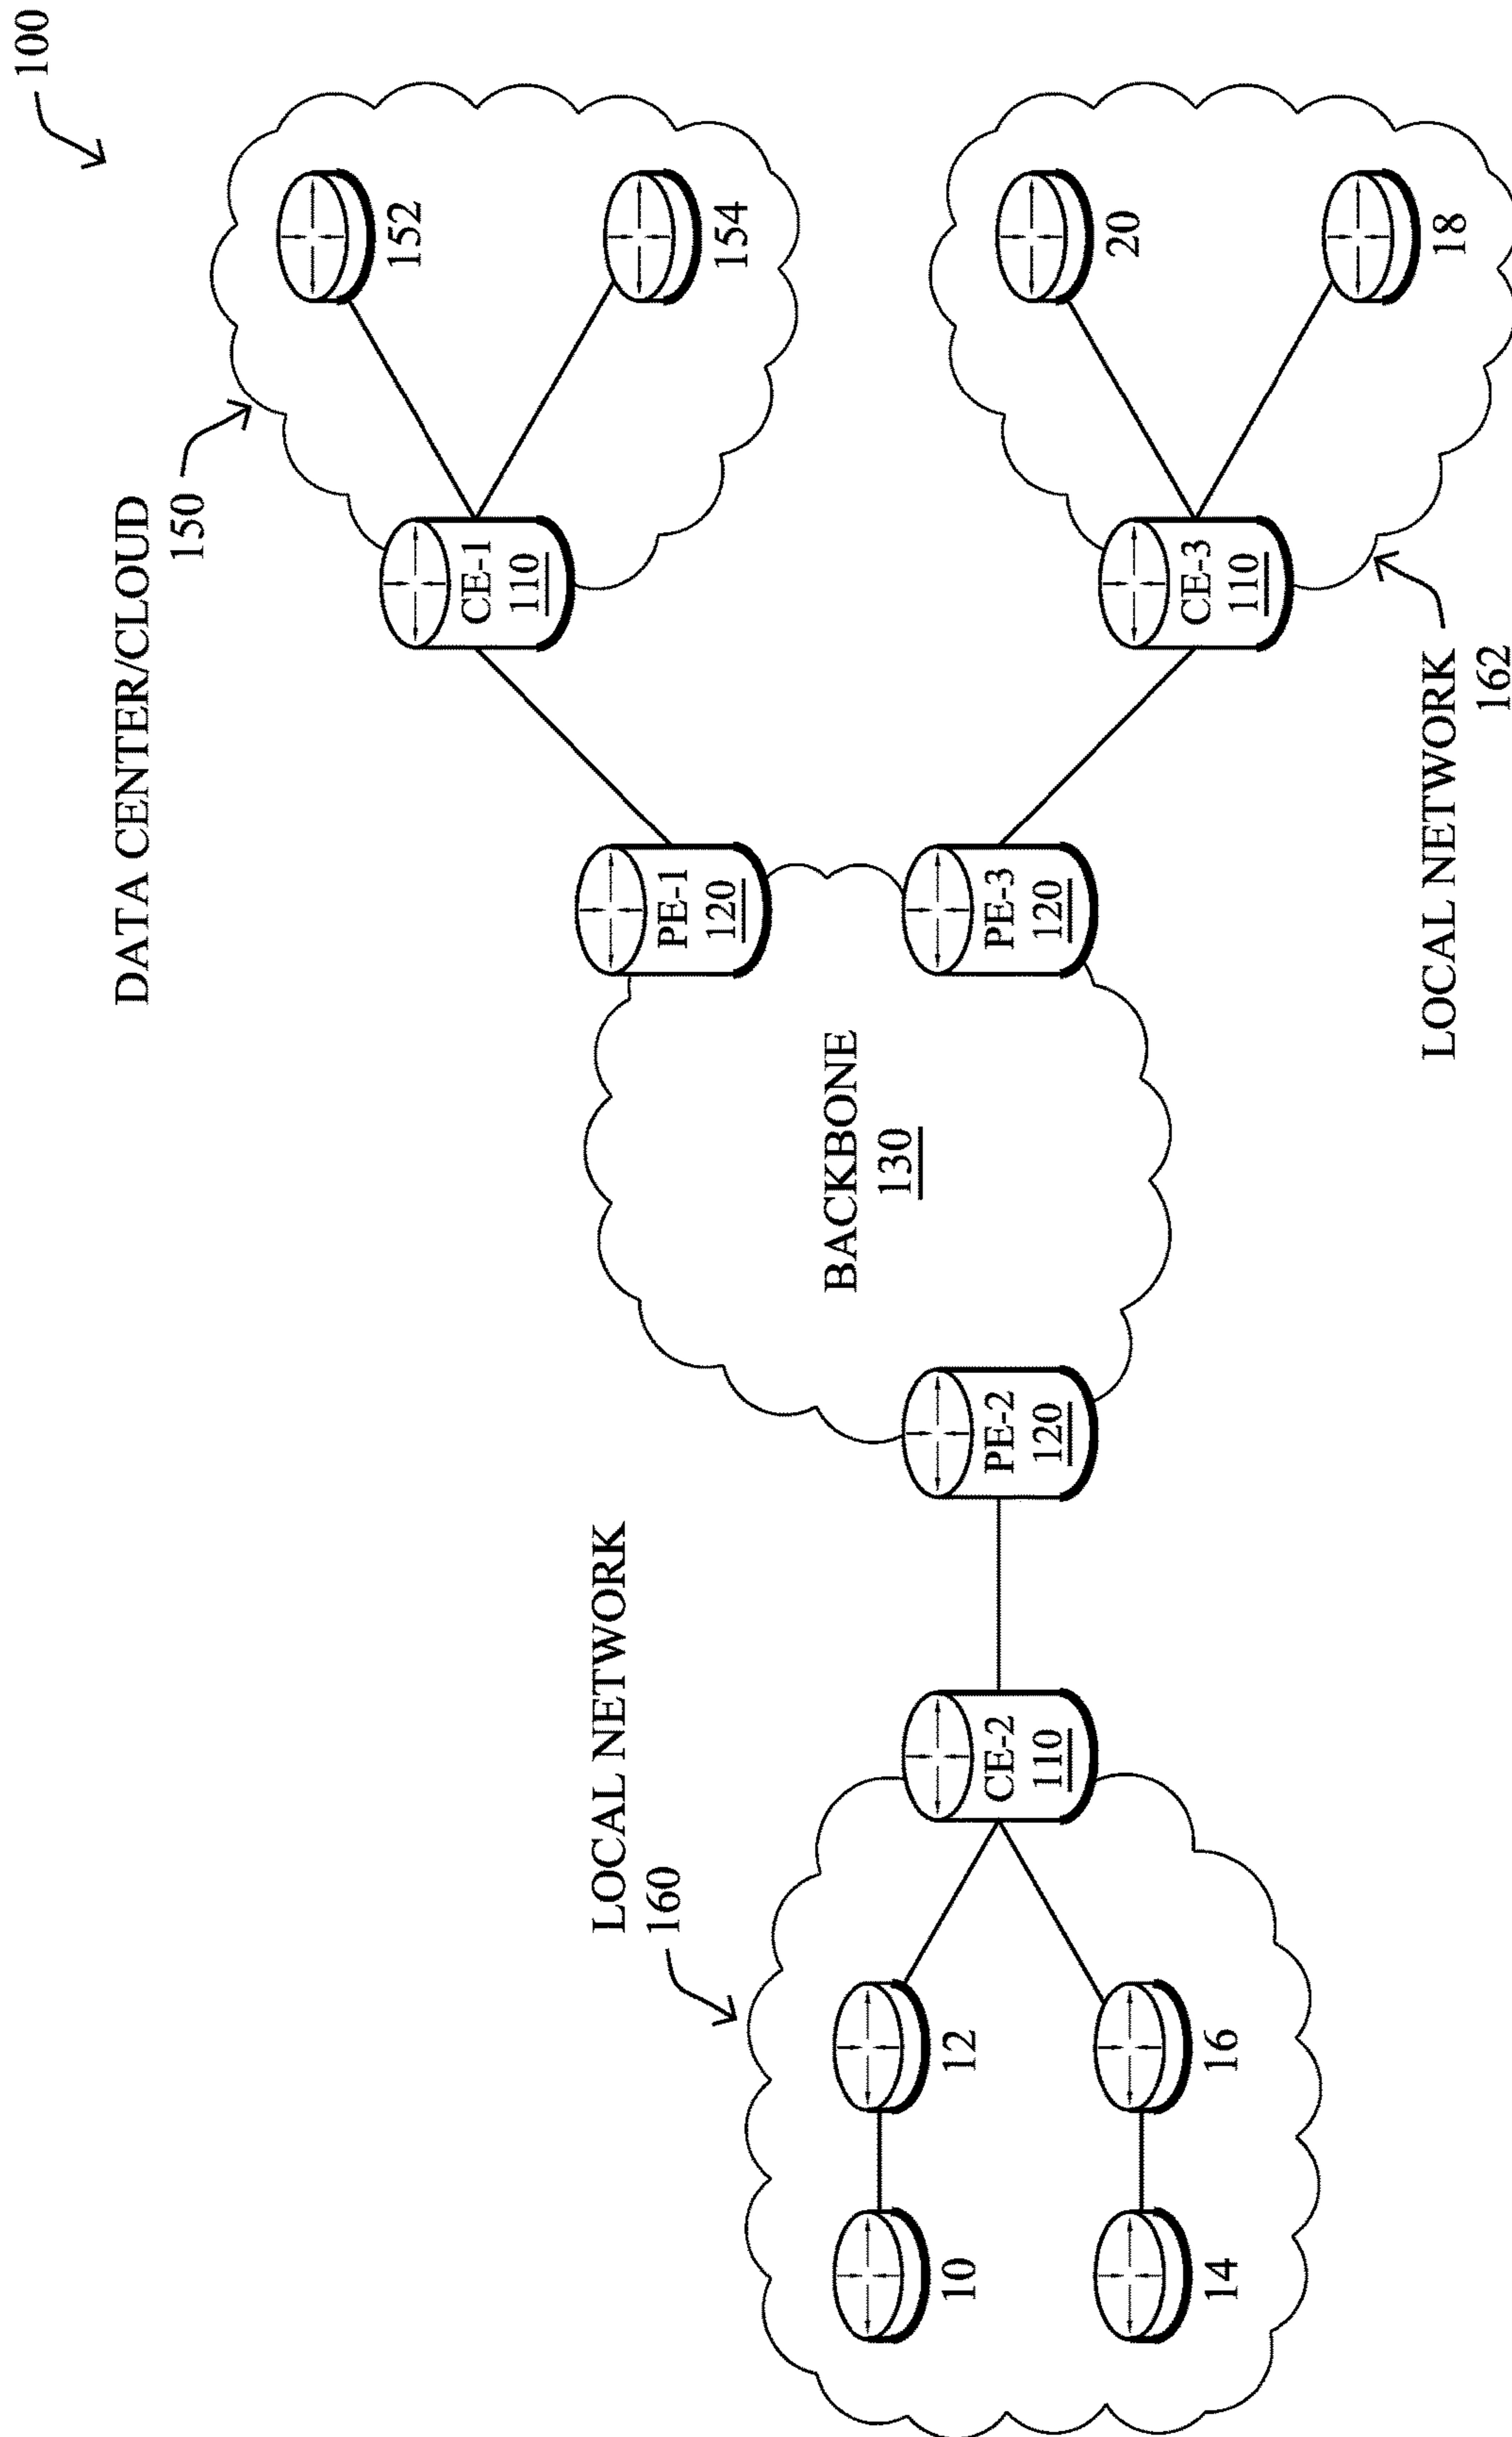 100
DATA CENTER/CLOUD
150
152
154
CE-1
110
PE-1
120
BACKBONE
130
PE-3
120
CE-3
110
20
18
LOCAL NETWORK
162
LOCAL NETWORK
160
PE-2
120
CE-2
110
12
10
16
14